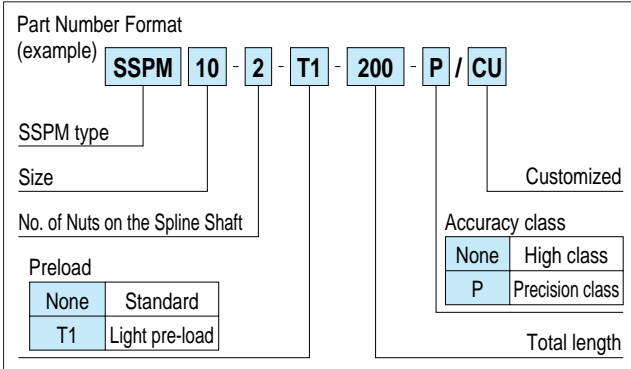 Part Number Format
(example)
SSPM 10 - 2 - T1 - 200 - P / CU
SSPM type
Size
Customized
No. of Nuts on the Spline Shaft
Accuracy class
None High class
P Precision class
Preload
None Standard
T1 Light pre-load
Total length